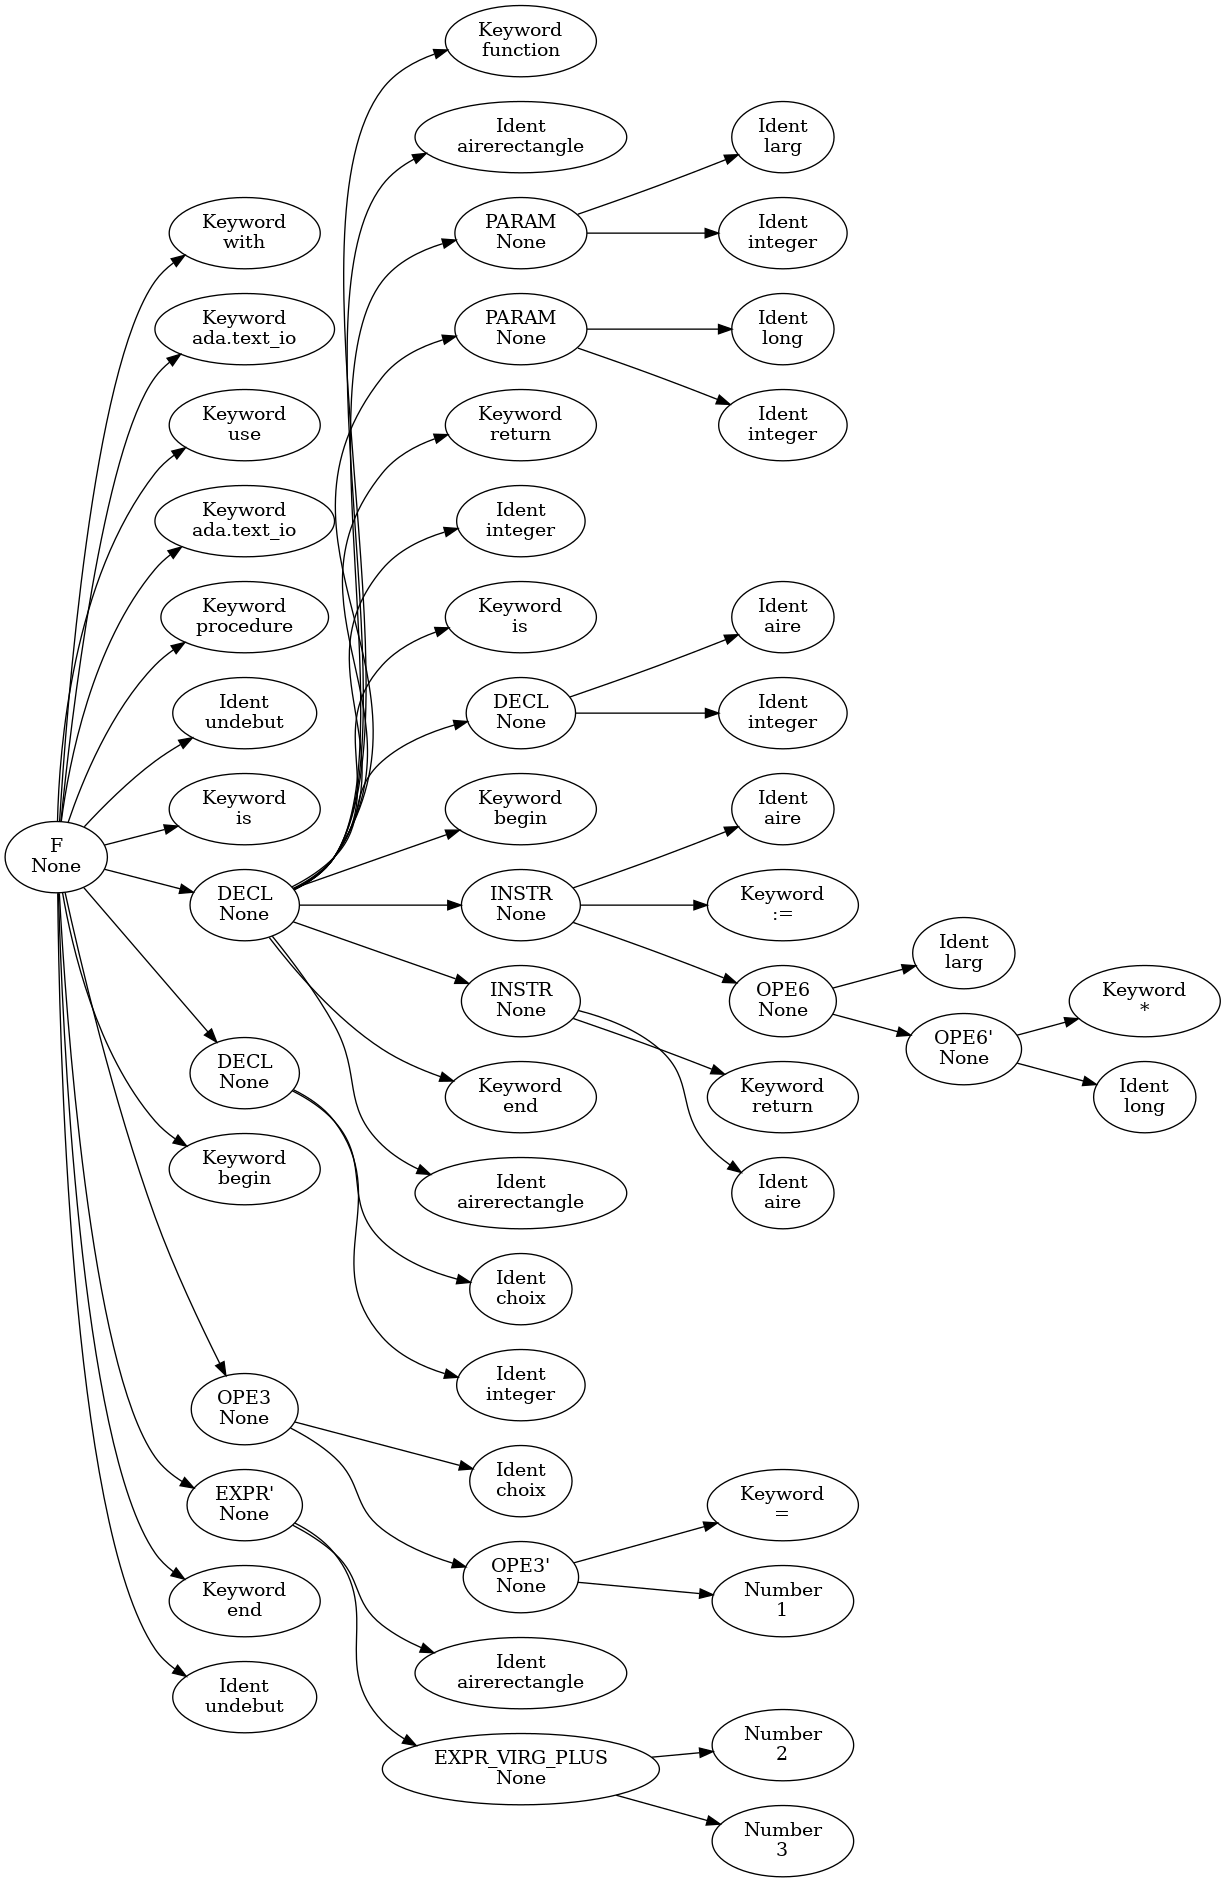 Keyword
function
Ident
airerectangle
Ident
larg
Keyword
with
PARAM
None
Ident
integer
Keyword
ada.text_io
PARAM
None
Ident
long
Keyword
use
Keyword
return
Ident
integer
Keyword
ada.text_io
Ident
integer
Keyword
procedure
Keyword
is
Ident
aire
Ident
undebut
DECL
None
Ident
integer
Keyword
is
Keyword
begin
Ident
aire
F
None
DECL
None
INSTR
None
Keyword
:=
Ident
larg
INSTR
None
OPE6
None
Keyword
*
OPE6'
None
DECL
None
Keyword
end
Keyword
return
Ident
long
Keyword
begin
Ident
airerectangle
Ident
aire
Ident
choix
Ident
integer
OPE3
None
Ident
choix
EXPR'
None
Keyword
=
OPE3'
None
Keyword
end
Number
1
Ident
airerectangle
Ident
undebut
Number
2
EXPR_VIRG_PLUS
None
Number
3